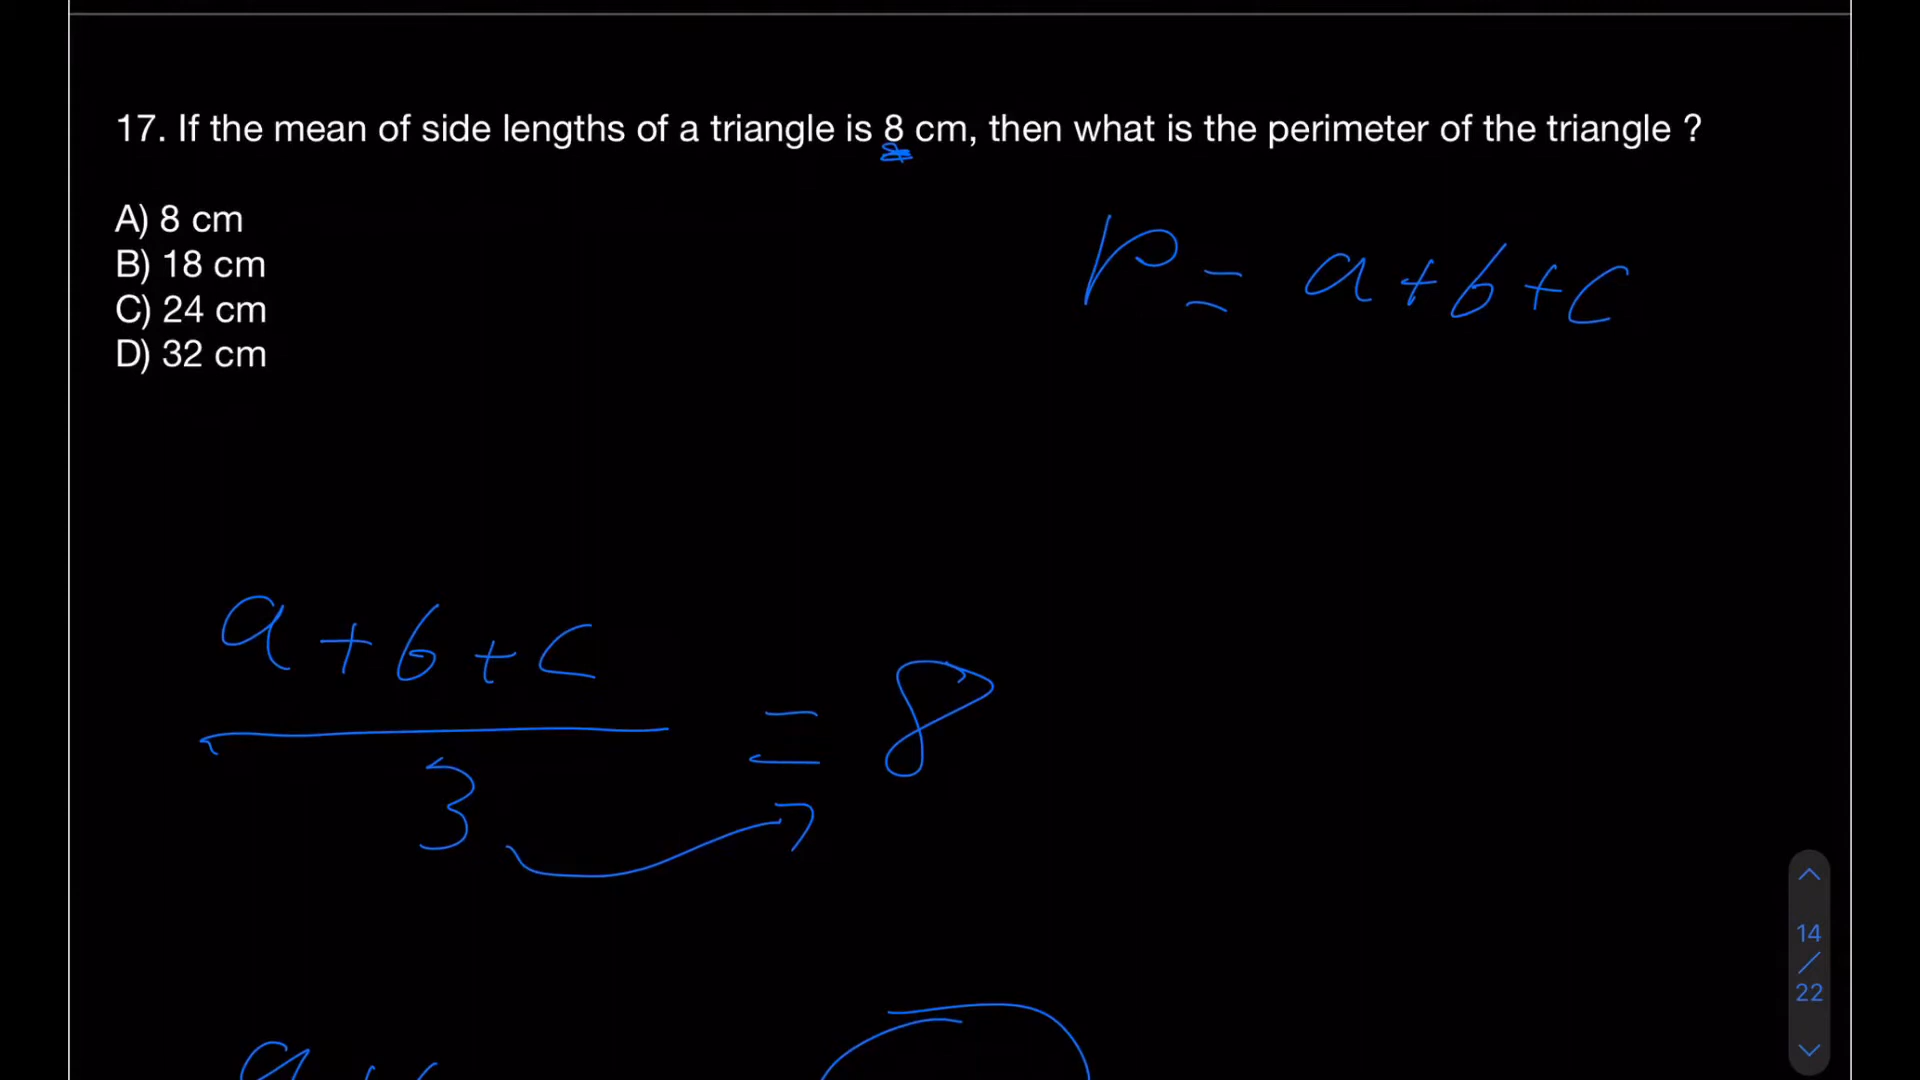 17. If the mean of side lengths of a triangle is 8 cm, then what is the perimeter of the triangle ?
A) 8 cm
B) 18 cm
C) 24 cm
D) 32 cm
P = a+b+c
a+b+c
3
= 8
14
/
22